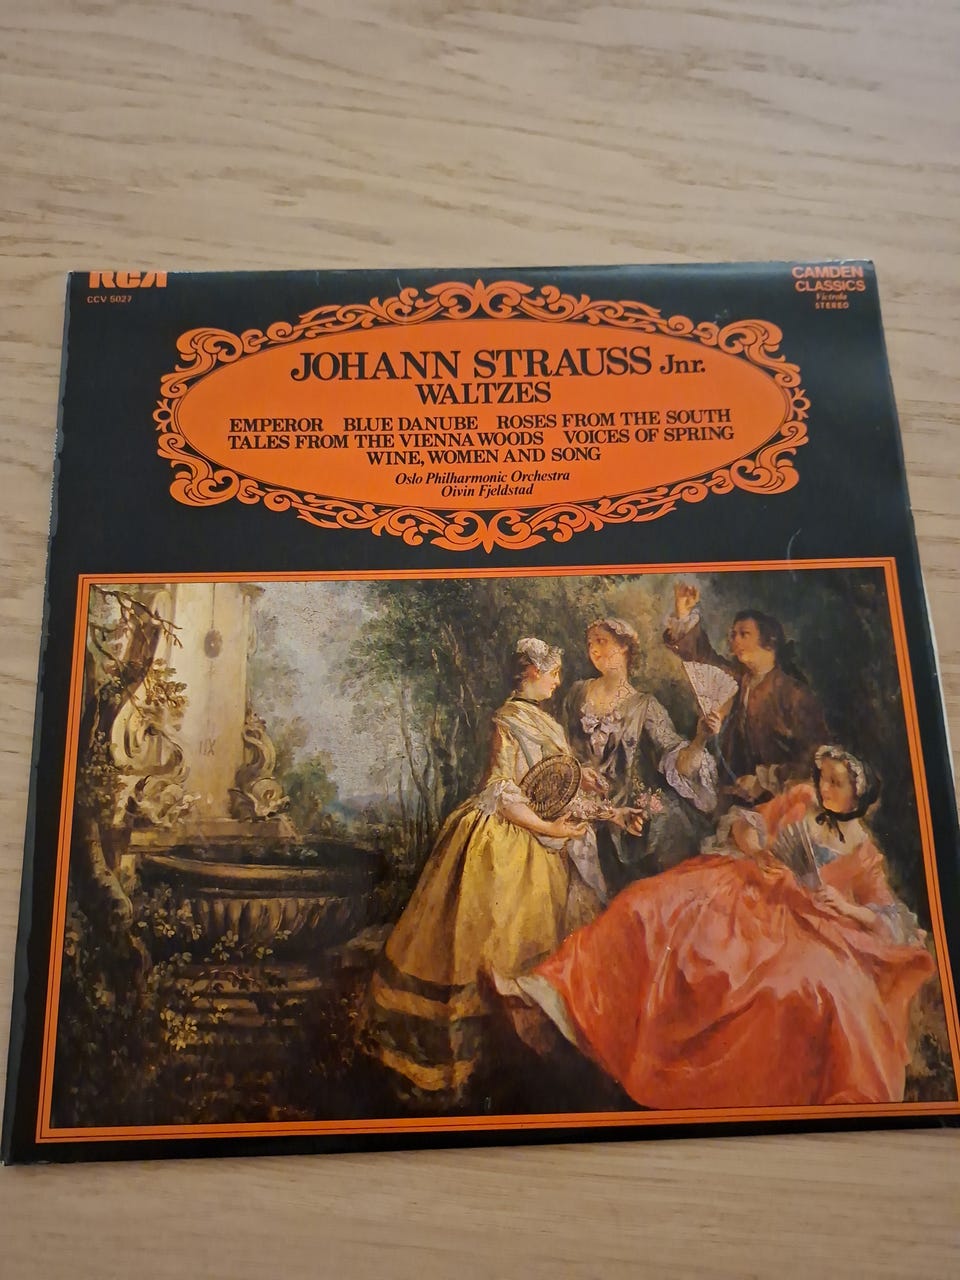 RCA
CCV 5027
CAMDEN
CLASSICS
Victrola
STEREO
JOHANN STRAUSS Jnr.
WALTZES
EMPEROR BLUE DANUBE ROSES FROM THE SOUTH
TALES FROM THE VIENNA WOODS VOICES OF SPRING
WINE, WOMEN AND SONG
Oslo Philharmonic Orchestra
Oivin Fjeldstad